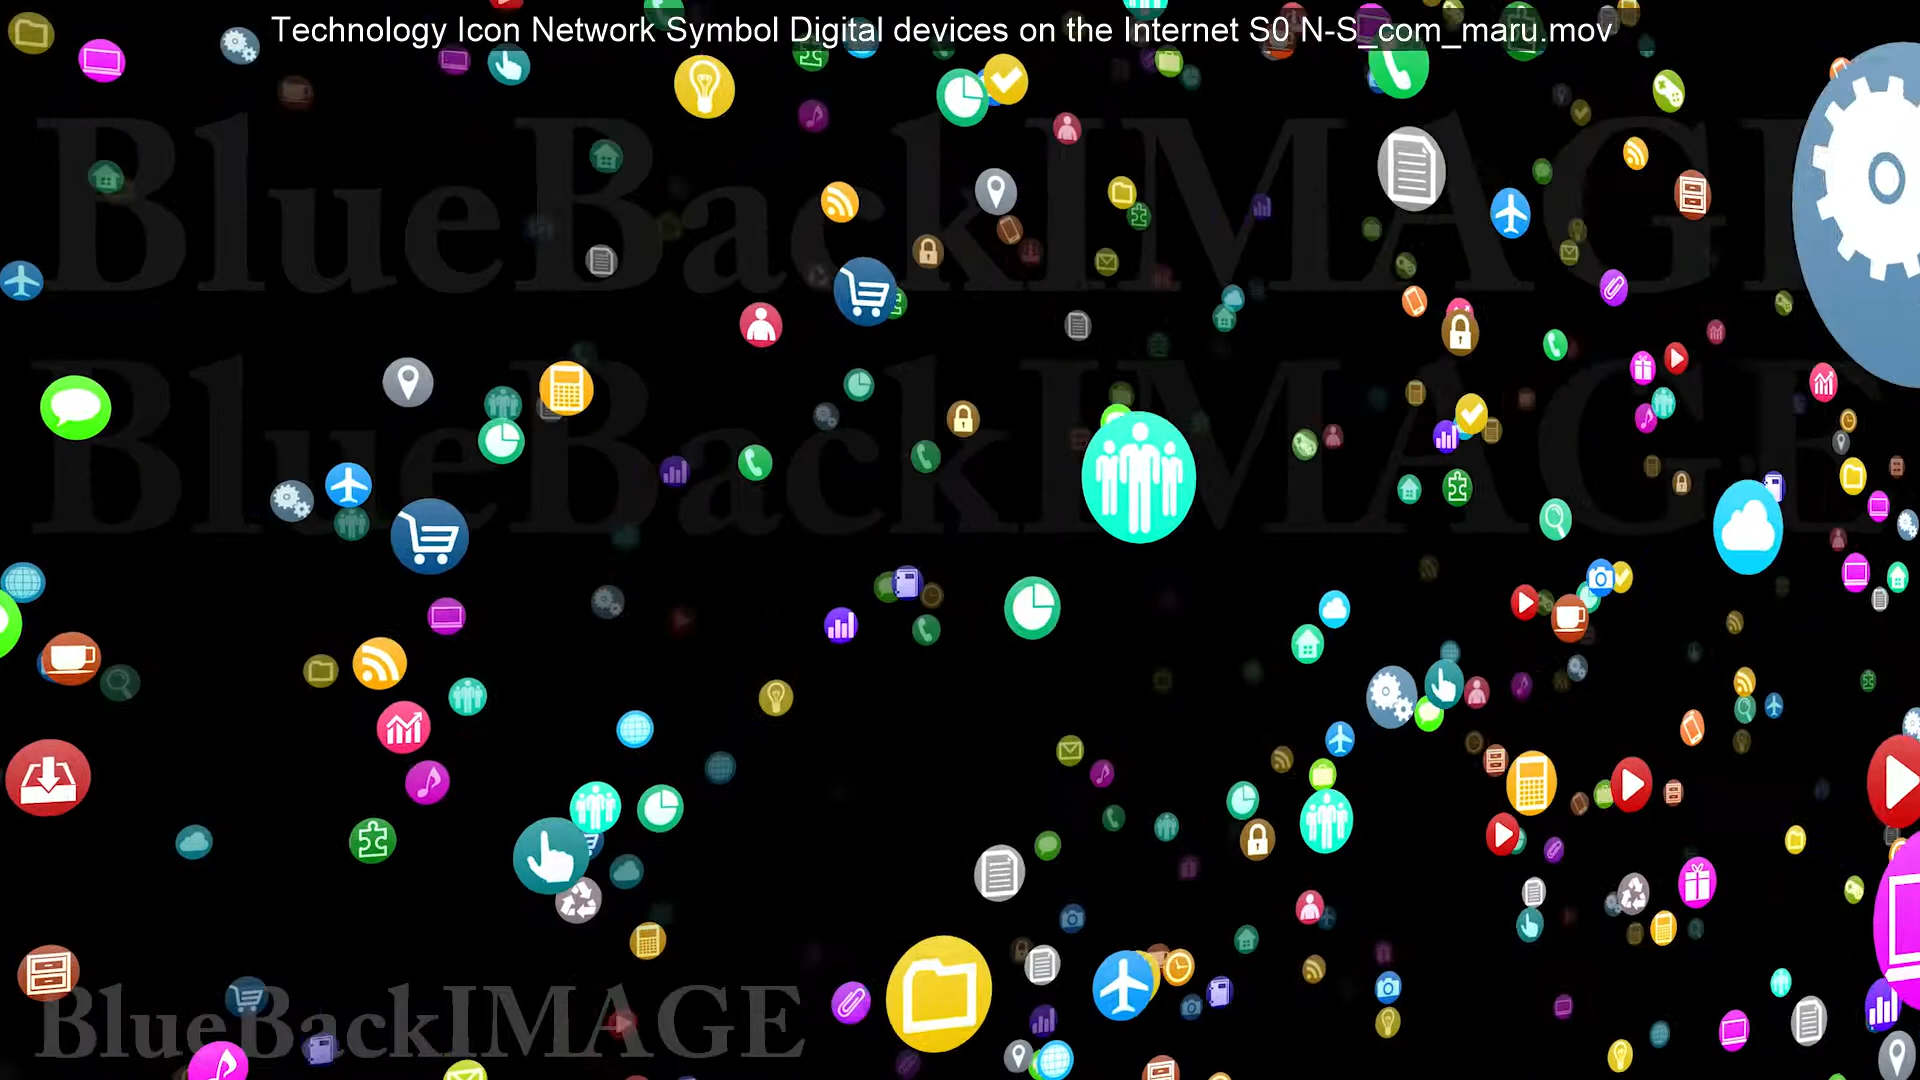 Technology Icon Network Symbol Digital devices on the Internet S0 N-S_com_maru.mov
BlueBackIMAGE
BlueBackIMAGE
BlueBackIMAGE